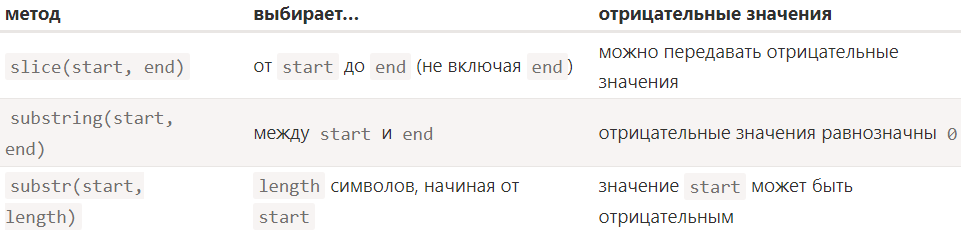 метод выбирает… отрицательные значения
slice(start, end) от start до end (не включая end) можно передавать отрицательные
значения
substring(start,
end) между start и end отрицательные значения равнозначны 0
substr(start,
length) length символов, начиная от
start значение start может быть
отрицательным